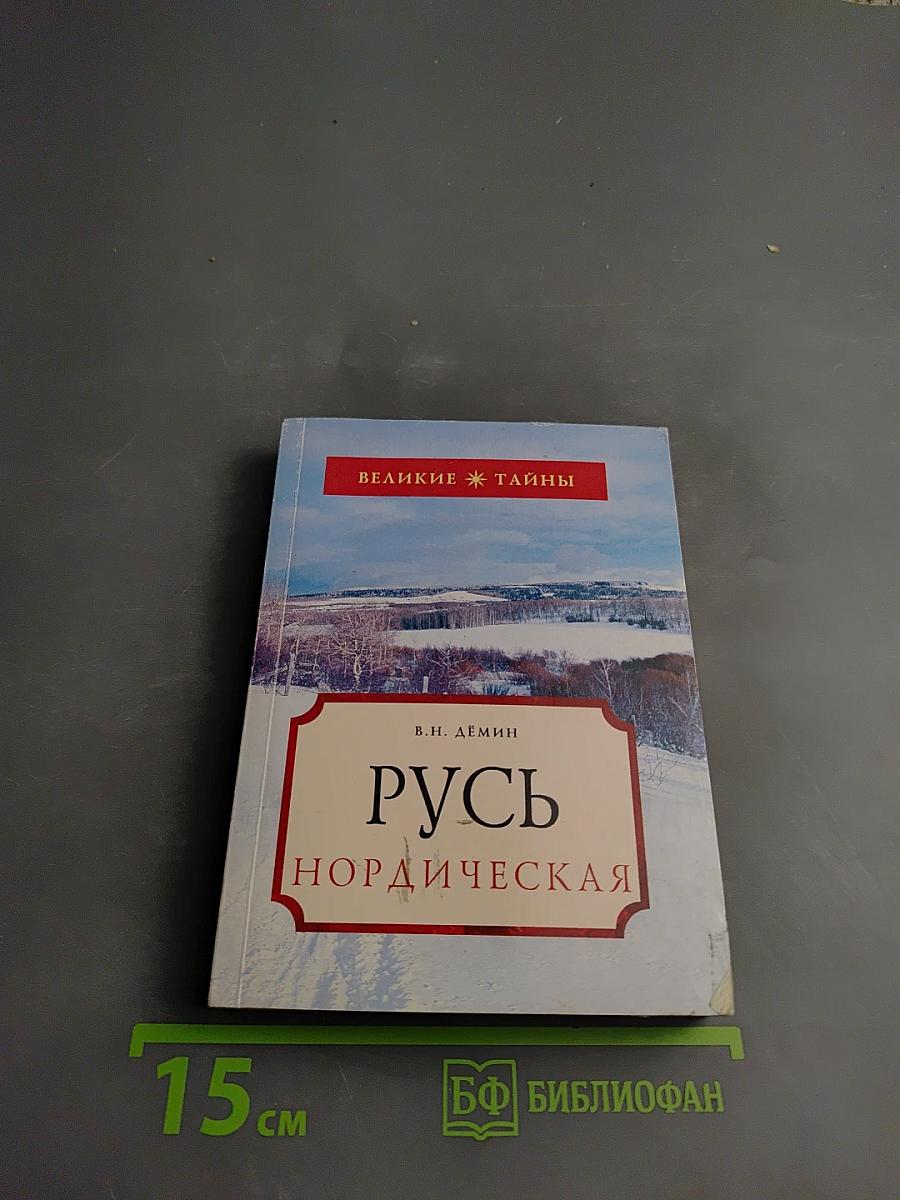 ВЕЛИКИЕ ТАЙНЫ
В.Н. ДЁМИН
РУСЬ
НОРДИЧЕСКАЯ
15 см
БФ БИБЛИОФАН